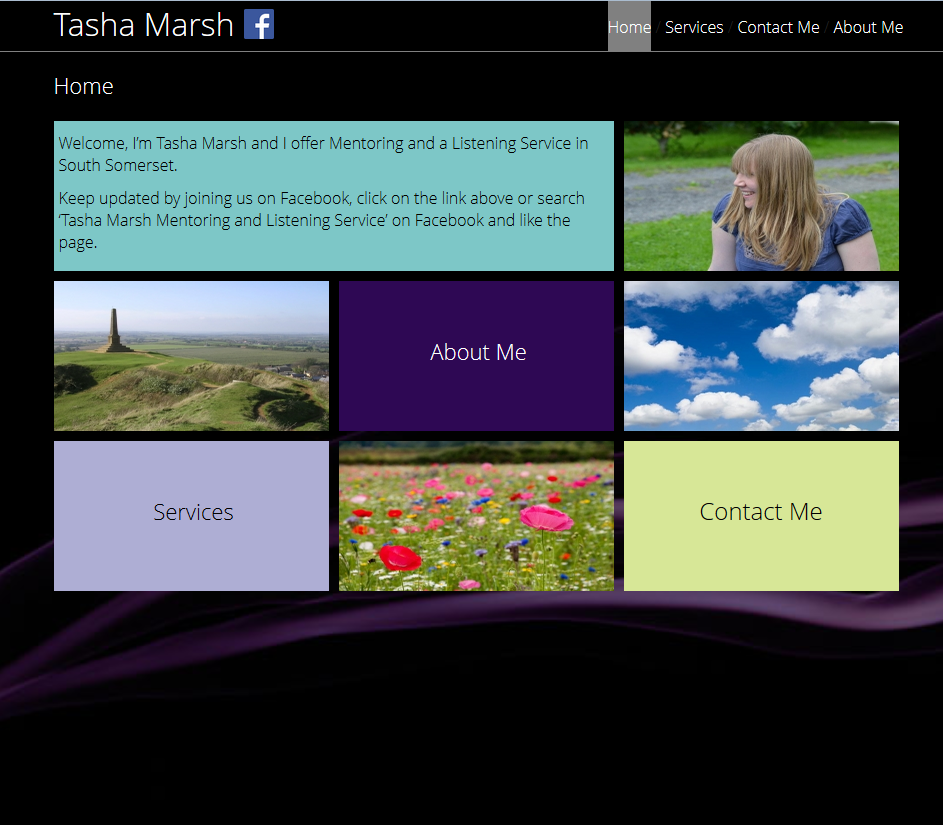 Tasha Marsh
Home / Services / Contact Me / About Me
Home
Welcome, I’m Tasha Marsh and I offer Mentoring and a Listening Service in
South Somerset.
Keep updated by joining us on Facebook, click on the link above or search
‘Tasha Marsh Mentoring and Listening Service’ on Facebook and like the
page.
About Me
Services
Contact Me